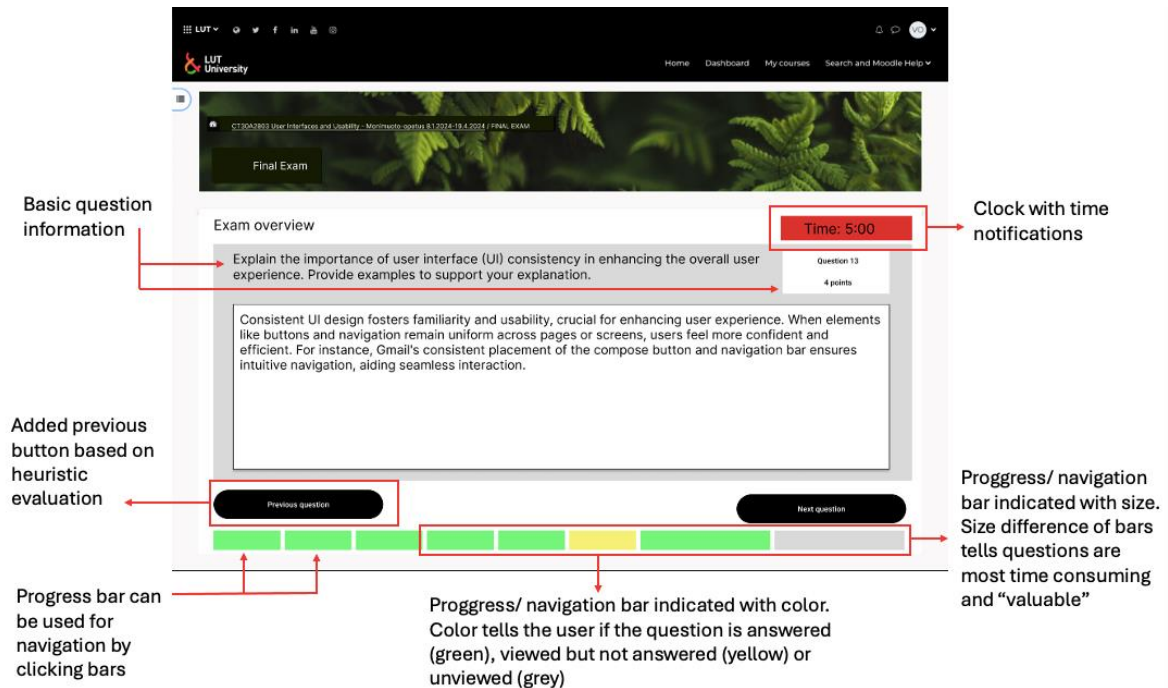 LUT
VO
LUT
University
Home Dashboard My courses Search and Moodle Help
CT30A2903 User Interfaces and Usability - Monimuoto-opetus 8.1.2024-19.4.2024 / FINAL EXAM
Final Exam
Basic question
information
Exam overview
Time: 5:00
Clock with time
notifications
Explain the importance of user interface (UI) consistency in enhancing the overall user
experience. Provide examples to support your explanation.
Question 13
4 points
Consistent UI design fosters familiarity and usability, crucial for enhancing user experience. When elements
like buttons and navigation remain uniform across pages or screens, users feel more confident and
efficient. For instance, Gmail's consistent placement of the compose button and navigation bar ensures
intuitive navigation, aiding seamless interaction.
Added previous
button based on
heuristic
evaluation
Previous question
Next question
Proggress/ navigation
bar indicated with size.
Size difference of bars
tells questions are
most time consuming
and “valuable”
Progress bar can
be used for
navigation by
clicking bars
Proggress/ navigation bar indicated with color.
Color tells the user if the question is answered
(green), viewed but not answered (yellow) or
unviewed (grey)